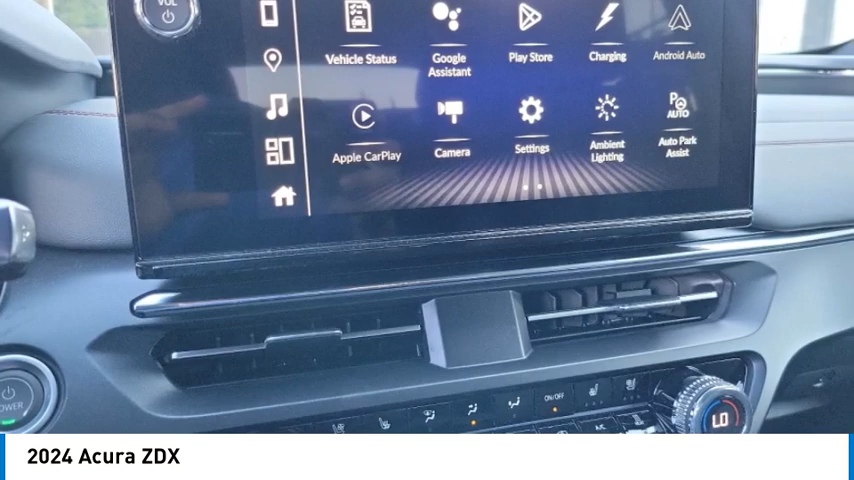 VOL
Vehicle Status
Google
Assistant
Play Store
Charging
Android Auto
P
AUTO
Apple CarPlay
Camera
Settings
Ambient
Lighting
Auto Park
Assist
ON/OFF
POWER
A/C
LO
2024 Acura ZDX